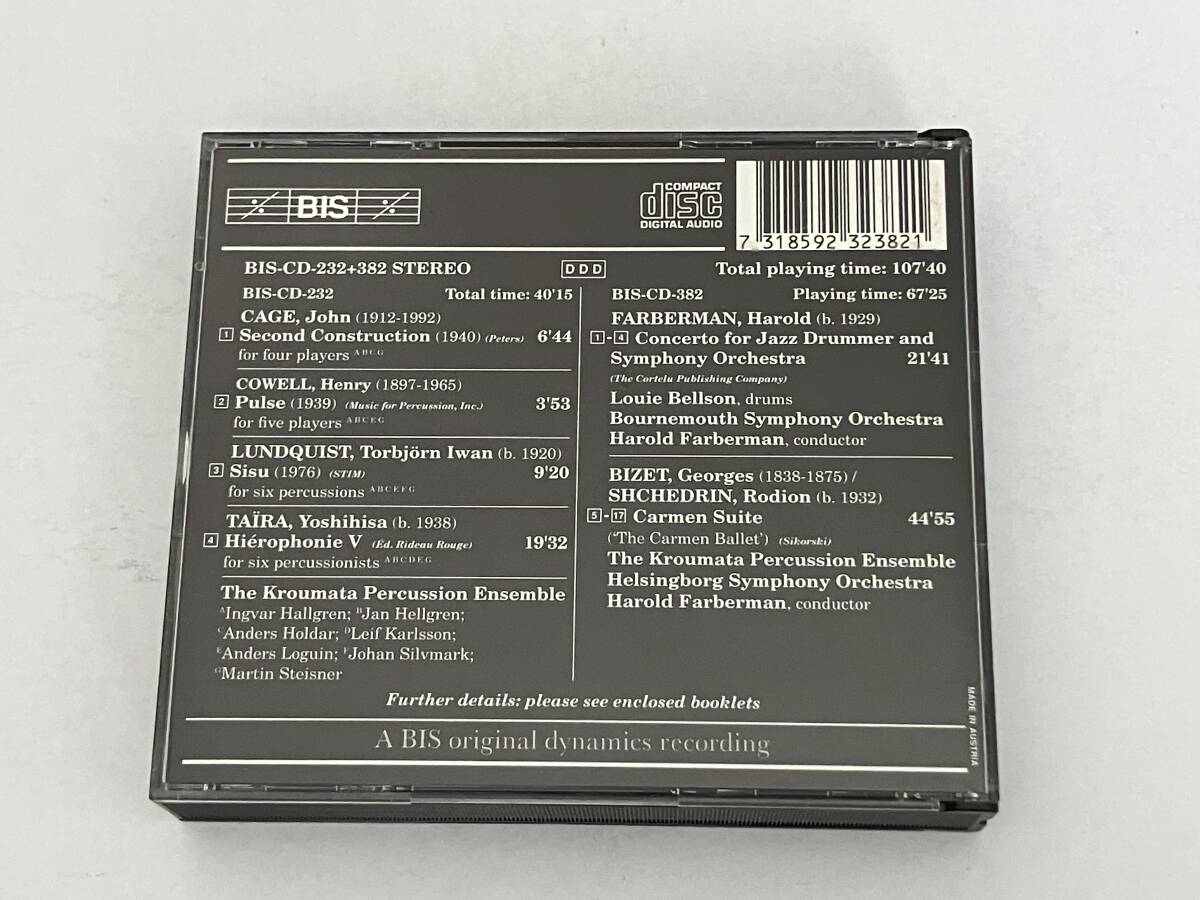 BIS
COMPACT
disc
DIGITAL AUDIO
7 318592 323821
BIS-CD-232+382 STEREO
DDD
Total playing time: 107'40
BIS-CD-232 Total time: 40'15
CAGE, John (1912-1992)
1 Second Construction (1940) (Peters) 6'44
for four players ABCG
COWELL, Henry (1897-1965)
2 Pulse (1939) (Music for Percussion, Inc.) 3'53
for five players ABCEG
LUNDQUIST, Torbjörn Iwan (b. 1920)
3 Sisu (1976) (STIM) 9'20
for six percussions ABCEFG
TAÏRA, Yoshihisa (b. 1938)
4 Hiérophonie V (Éd. Rideau Rouge) 19'32
for six percussionists ABCDEG
The Kroumata Percussion Ensemble
AIngvar Hallgren; BJan Hellgren;
CAnders Holdar; DLeif Karlsson;
EAnders Loguin; FJohan Silvmark;
GMartin Steisner
BIS-CD-382 Playing time: 67'25
FARBERMAN, Harold (b. 1929)
1-4 Concerto for Jazz Drummer and
Symphony Orchestra 21'41
(The Cortelu Publishing Company)
Louie Bellson, drums
Bournemouth Symphony Orchestra
Harold Farberman, conductor
BIZET, Georges (1838-1875) /
SHCHEDRIN, Rodion (b. 1932)
5-17 Carmen Suite 44'55
('The Carmen Ballet') (Sikorski)
The Kroumata Percussion Ensemble
Helsingborg Symphony Orchestra
Harold Farberman, conductor
Further details: please see enclosed booklets
A BIS original dynamics recording
MADE IN AUSTRIA